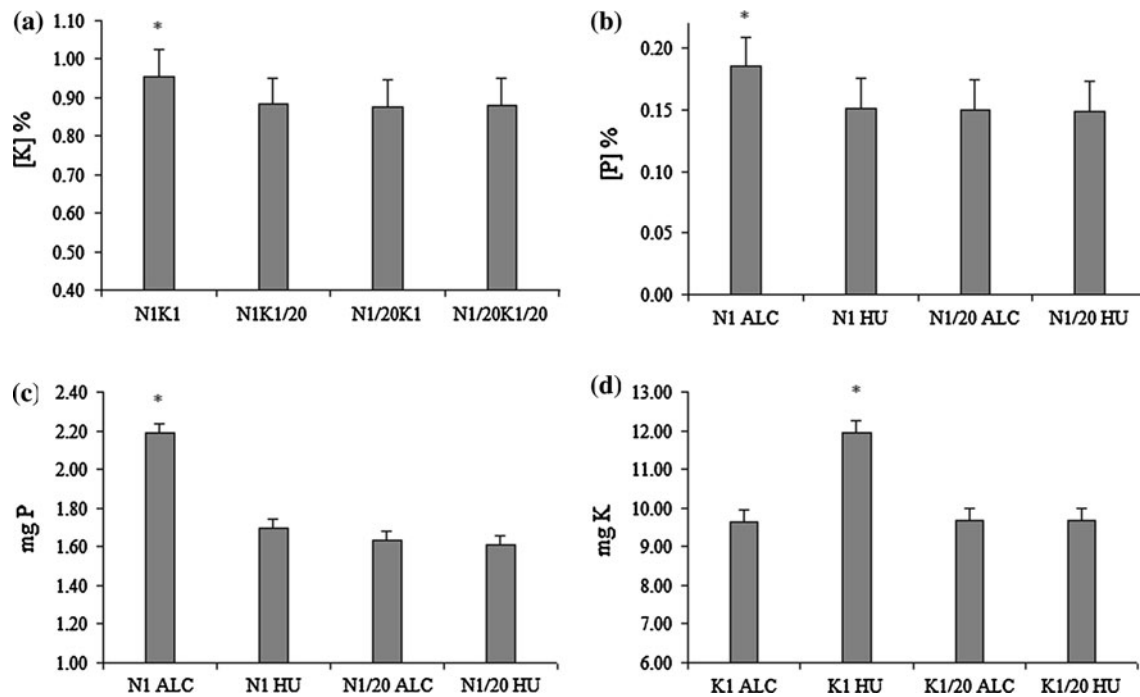 (a)
*
1.10
1.00
0.90
0.80
0.70
0.60
0.50
0.40
[K] %
N1K1 N1K1/20 N1/20K1 N1/20K1/20
(b)
*
0.20
0.15
0.10
0.05
0.00
[P] %
N1 ALC N1 HU N1/20 ALC N1/20 HU
(c)
*
2.40
2.20
2.00
1.80
1.60
1.40
1.20
1.00
mg P
N1 ALC N1 HU N1/20 ALC N1/20 HU
(d)
*
13.00
12.00
11.00
10.00
9.00
8.00
7.00
6.00
mg K
K1 ALC K1 HU K1/20 ALC K1/20 HU